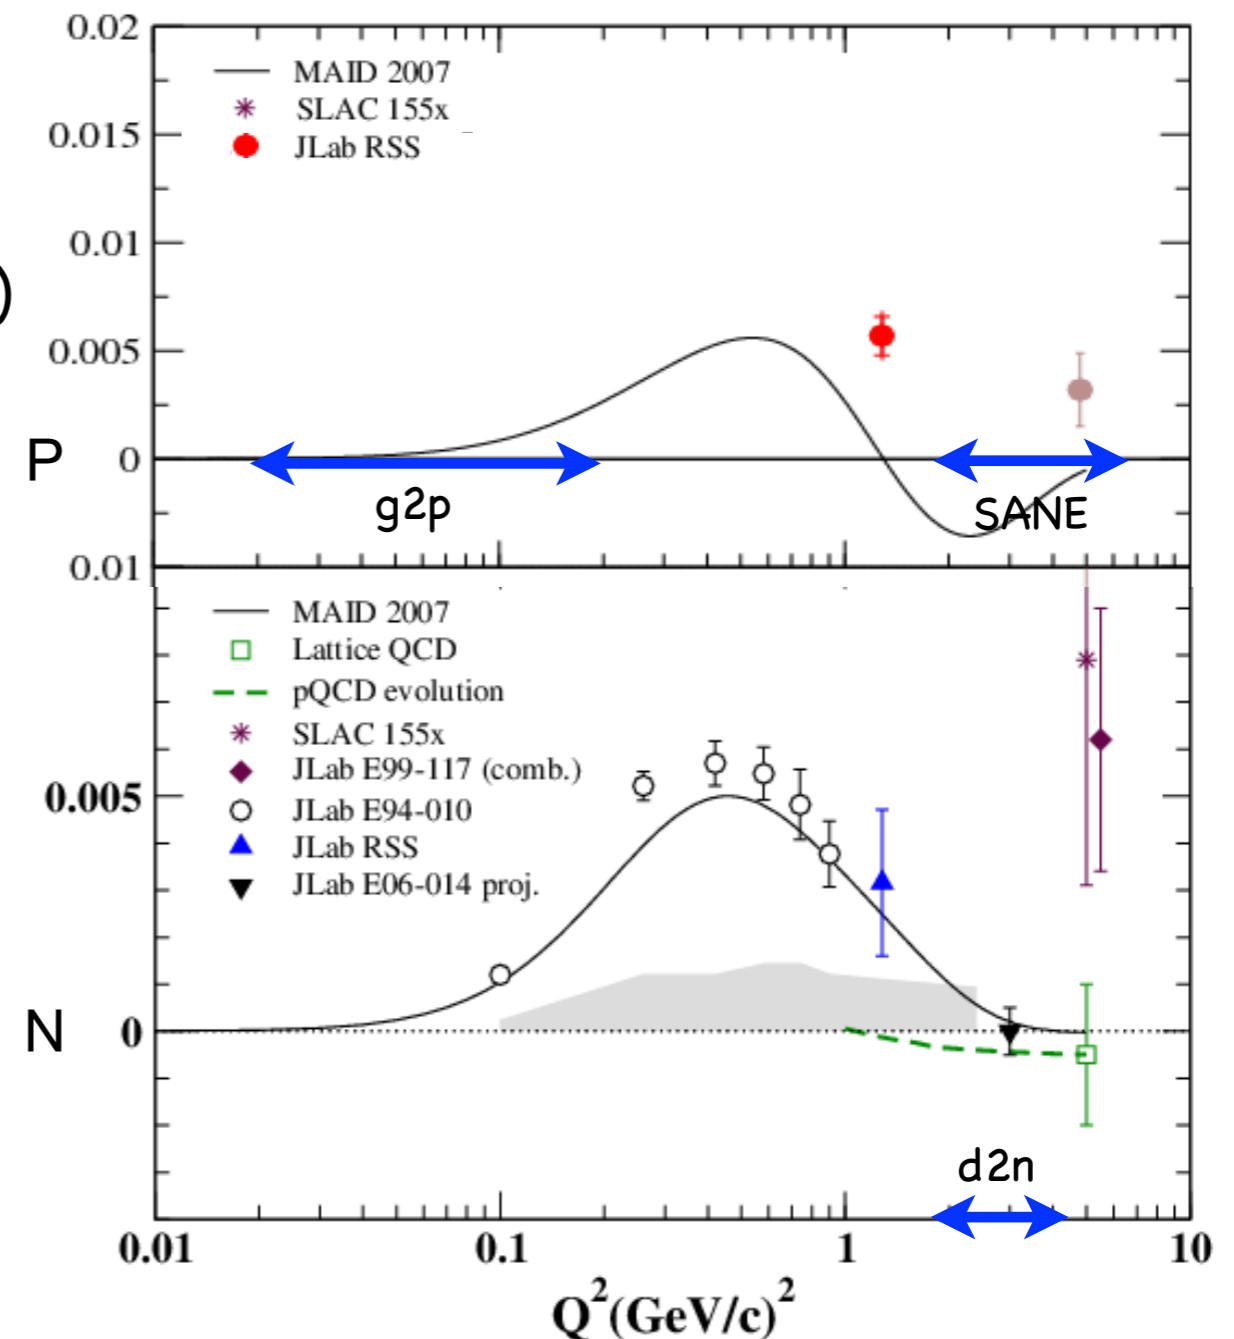 0.02
MAID 2007
SLAC 155x
JLab RSS
0.015
0.01
)
0.005
P
0
g2p
SANE
0.01
MAID 2007
Lattice QCD
pQCD evolution
SLAC 155x
JLab E99-117 (comb.)
0.005
JLab E94-010
JLab RSS
JLab E06-014 proj.
N
0
d2n
0.01 0.1 1 10
Q²(GeV/c)²